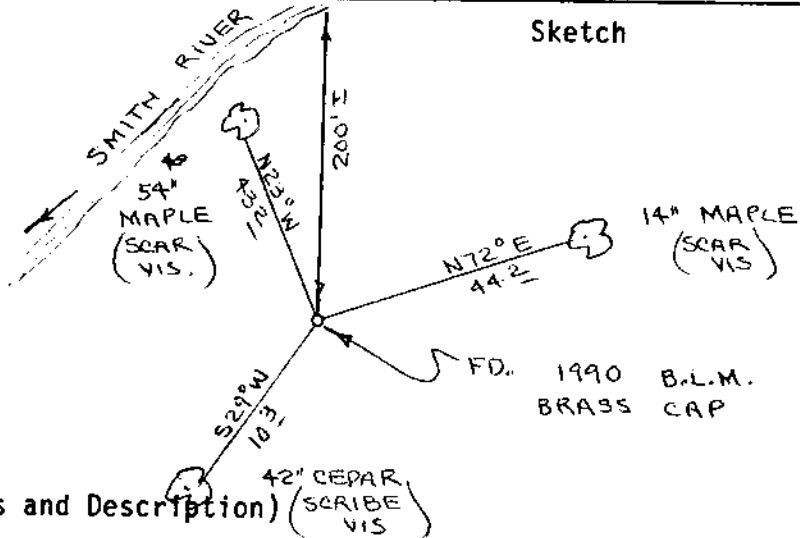 Sketch
SMITH RIVER
200' ±
54"
MAPLE
(SCAR
VIS.)
N23°W
43.2
N72°E
44.2
14" MAPLE
(SCAR
VIS)
FD. 1990 B.L.M.
BRASS CAP
S29°W
10.3
42" CEDAR
(SCRIBE
VIS)
s and Description)